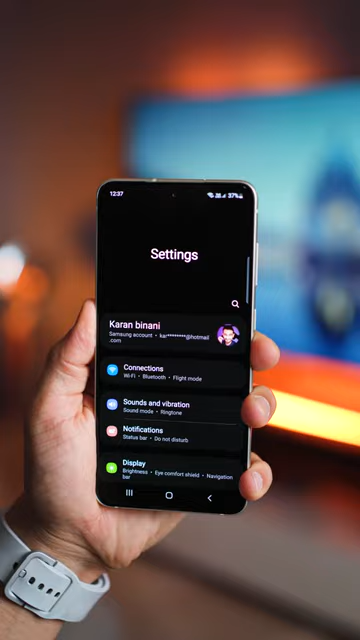 12:37
37%
Settings
Karan binani
Samsung account • kar********@hotmail
.com
Connections
Wi-Fi • Bluetooth • Flight mode
Sounds and vibration
Sound mode • Ringtone
Notifications
Status bar • Do not disturb
Display
Brightness • Eye comfort shield • Navigation
bar